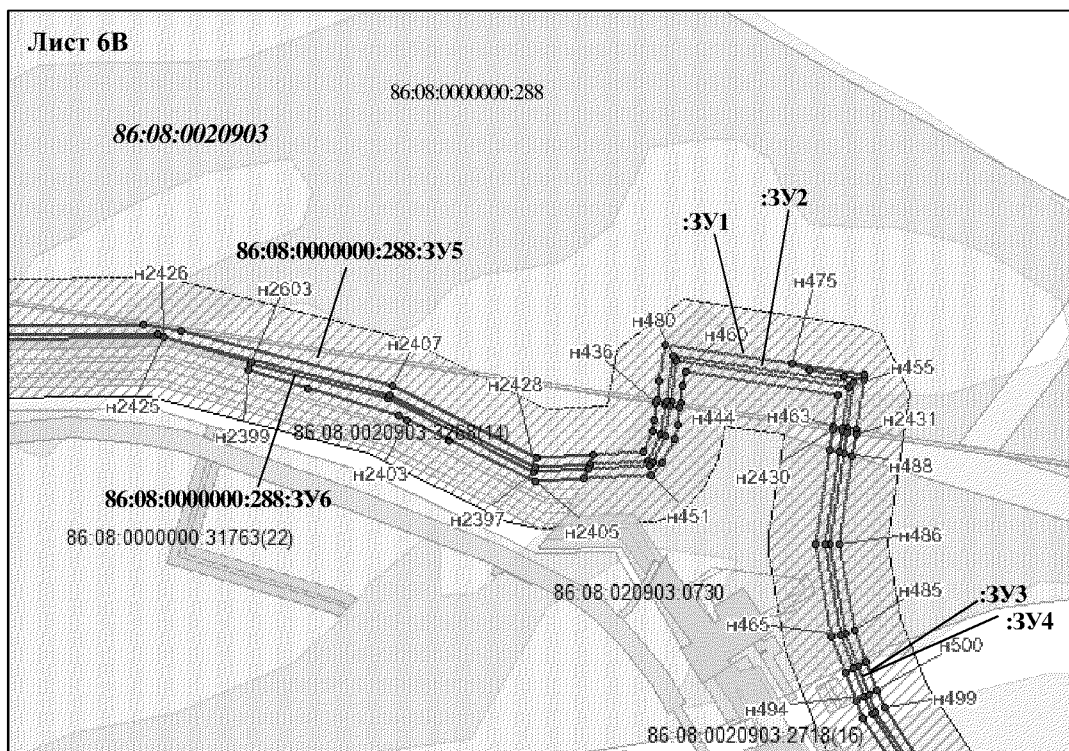 Лист 6В
86:08:0000000:288
86:08:0020903
:ЗУ2
:ЗУ1
86:08:0000000:288:ЗУ5
н475
н2426
н2603
н480
н460
н2407
н436
н455
н2428
н2425
н444
н463
н2431
86:08:0020903:2268(14)
н2399
н488
н2403
н2430
86:08:0000000:288:ЗУ6
н2397
н2405
н451
86:08:0000000:31763(22)
н486
86:08:020903:0730
н485
:ЗУ3
н465
:ЗУ4
н500
н494
н499
86:08:0020903:2718(16)